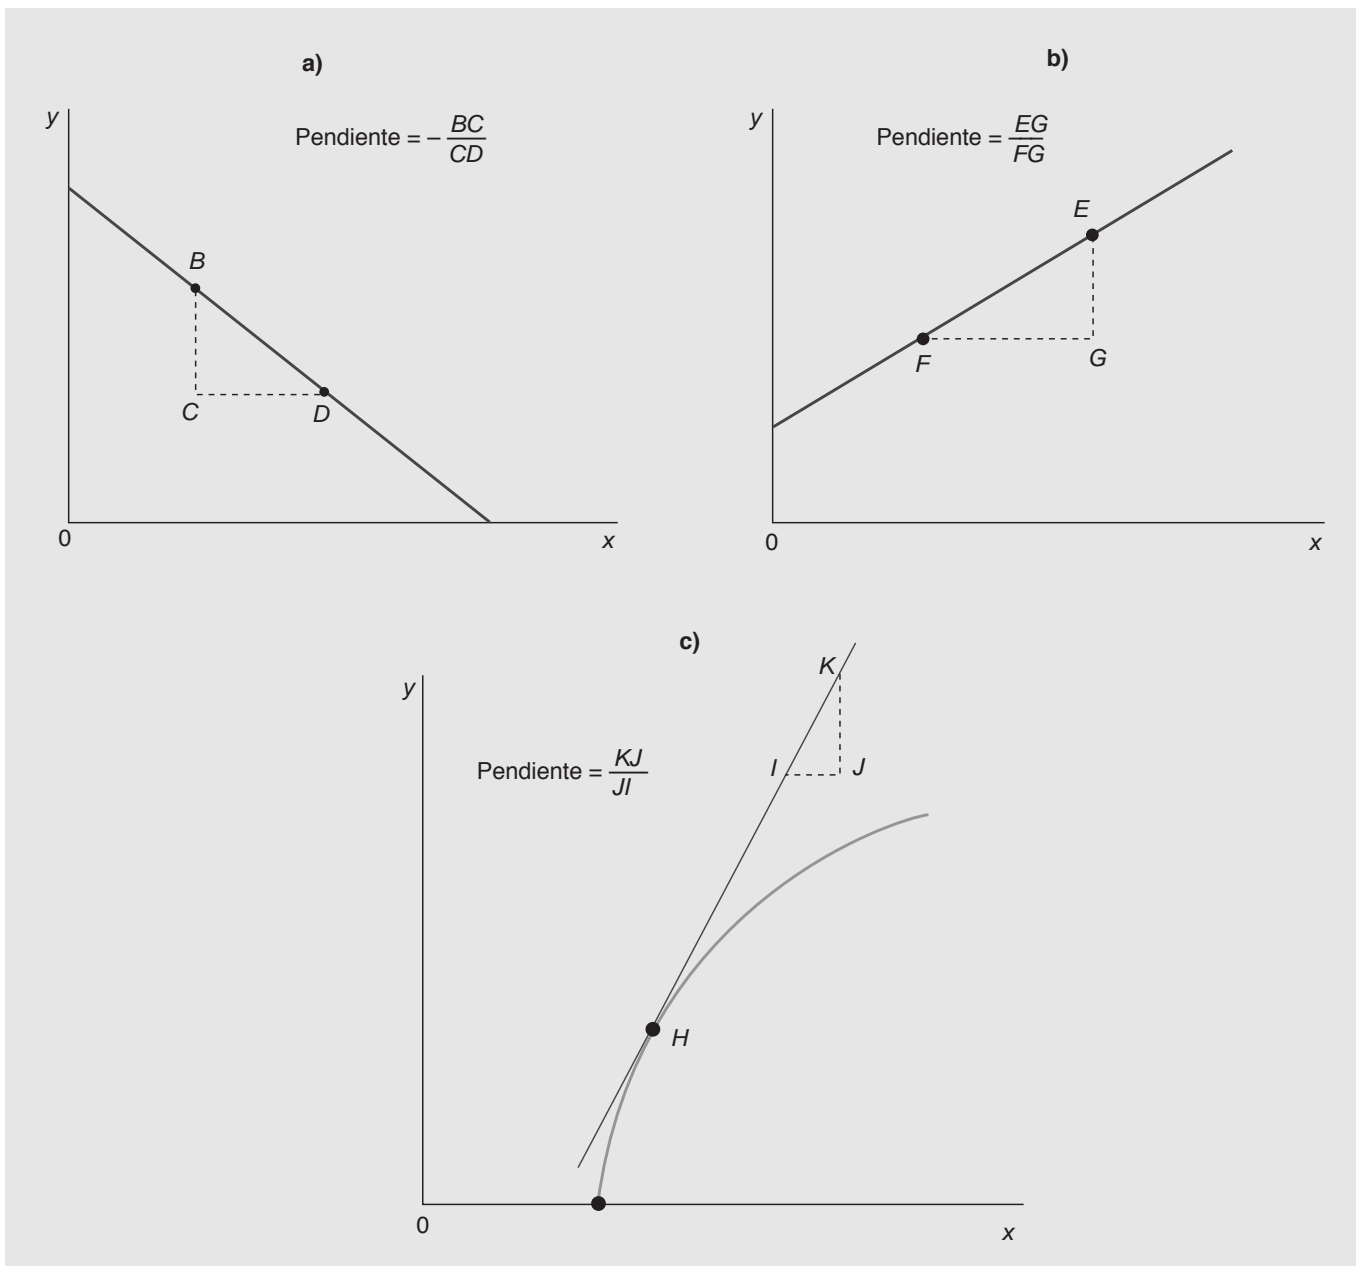 a)
y
Pendiente = – BC
CD
B
C
D
0
x
b)
y
Pendiente = EG
FG
E
F
G
0
x
c)
y
Pendiente = KJ
JI
K
I
J
H
0
x